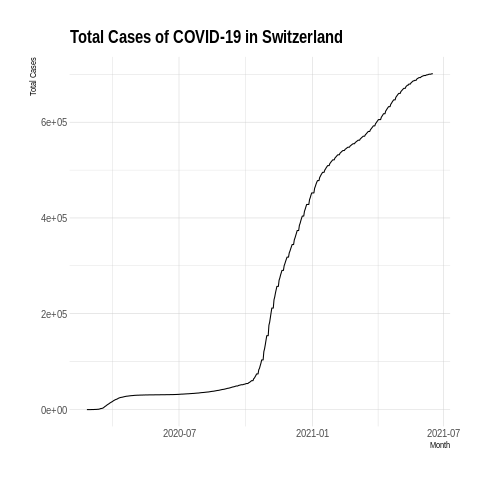 Total Cases of COVID-19 in Switzerland
Total Cases
6e+05
4e+05
2e+05
0e+00
2020-07 2021-01 2021-07
Month